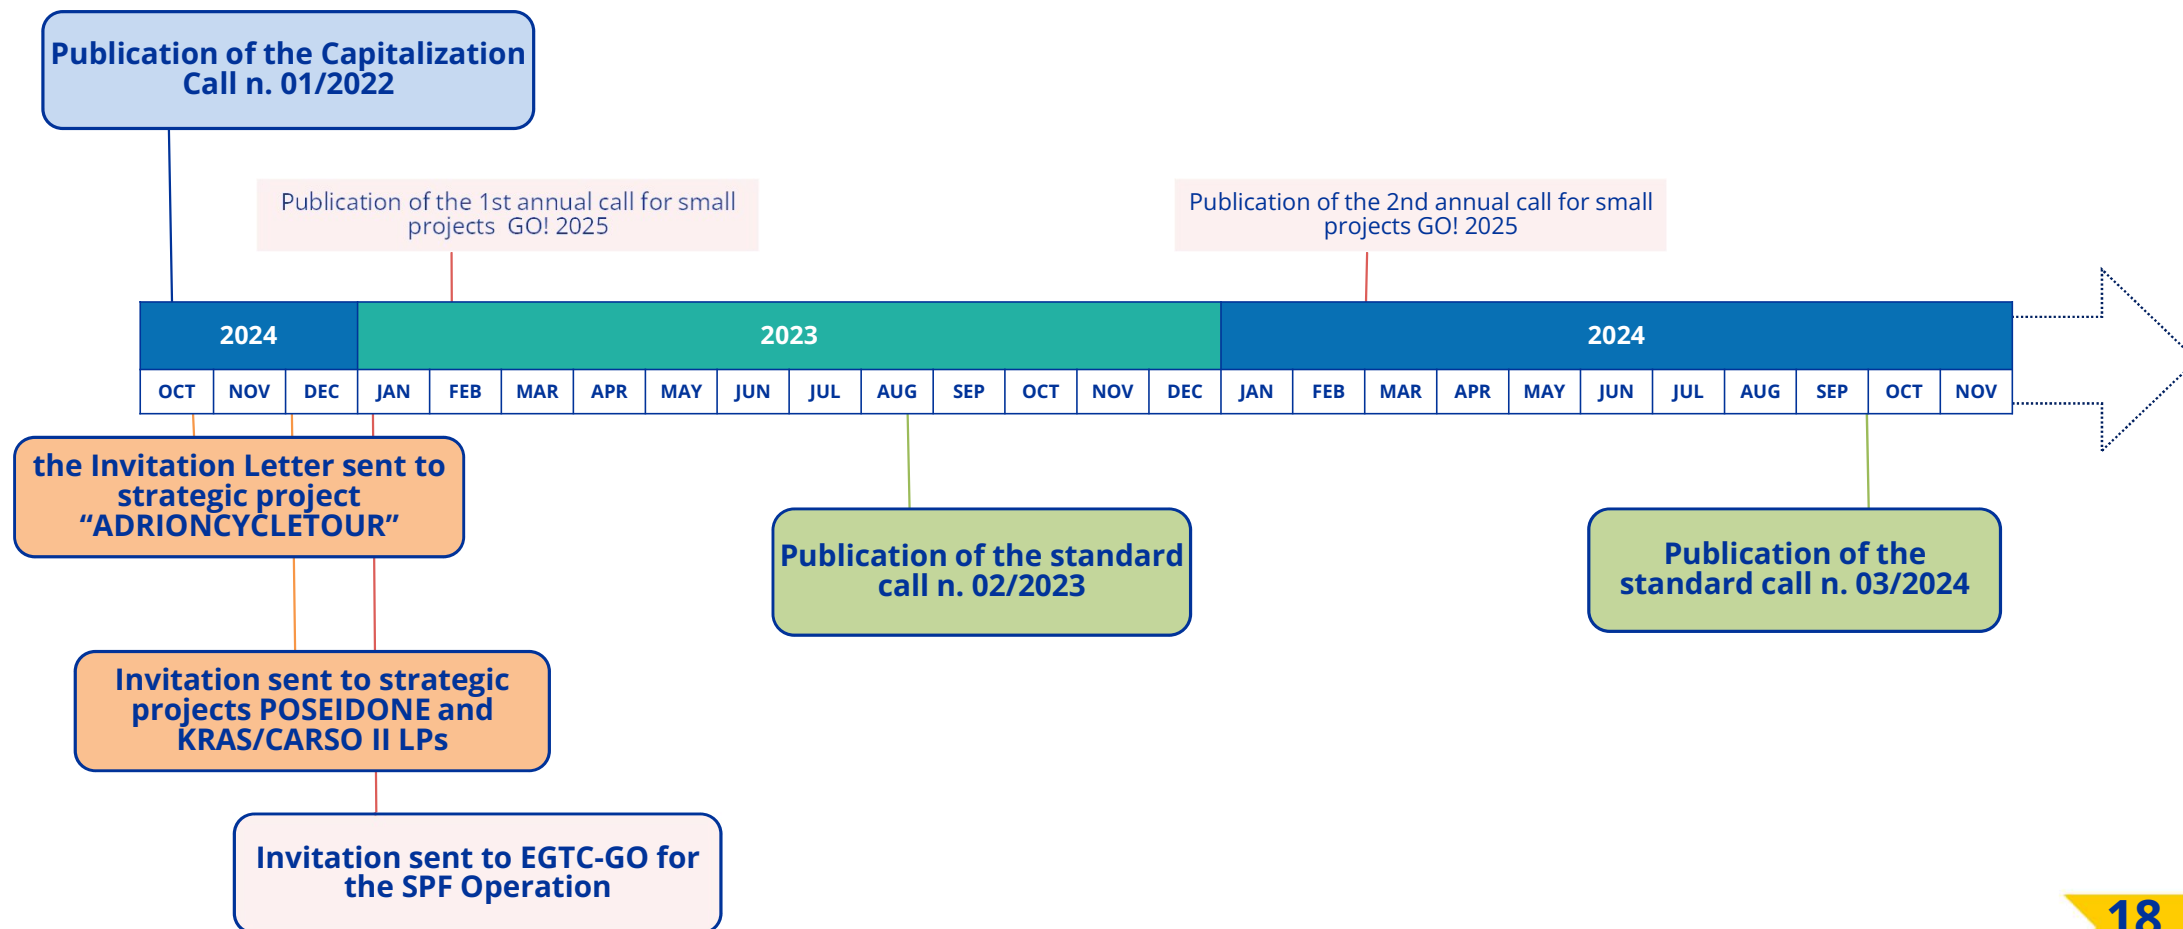 Publication of the Capitalization
Call n. 01/2022
Publication of the 1st annual call for small
projects  GO! 2025
Publication of the 2nd annual call for small
projects GO! 2025
2024 2023 2024
OCT NOV DEC JAN FEB MAR APR MAY JUN JUL AUG SEP OCT NOV DEC JAN FEB MAR APR MAY JUN JUL AUG SEP OCT NOV
the Invitation Letter sent to
strategic project
“ADRIONCYCLETOUR”
Publication of the standard
call n. 02/2023
Publication of the
standard call n. 03/2024
Invitation sent to strategic
projects POSEIDONE and
KRAS/CARSO II LPs
Invitation sent to EGTC-GO for
the SPF Operation
18